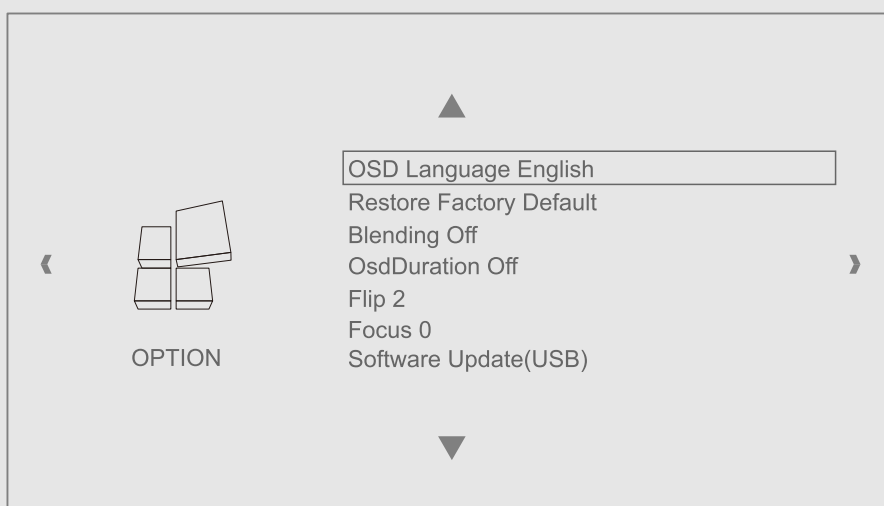 OSD Language English
Restore Factory Default
Blending Off
OsdDuration Off
Flip 2
Focus 0
Software Update(USB)
OPTION